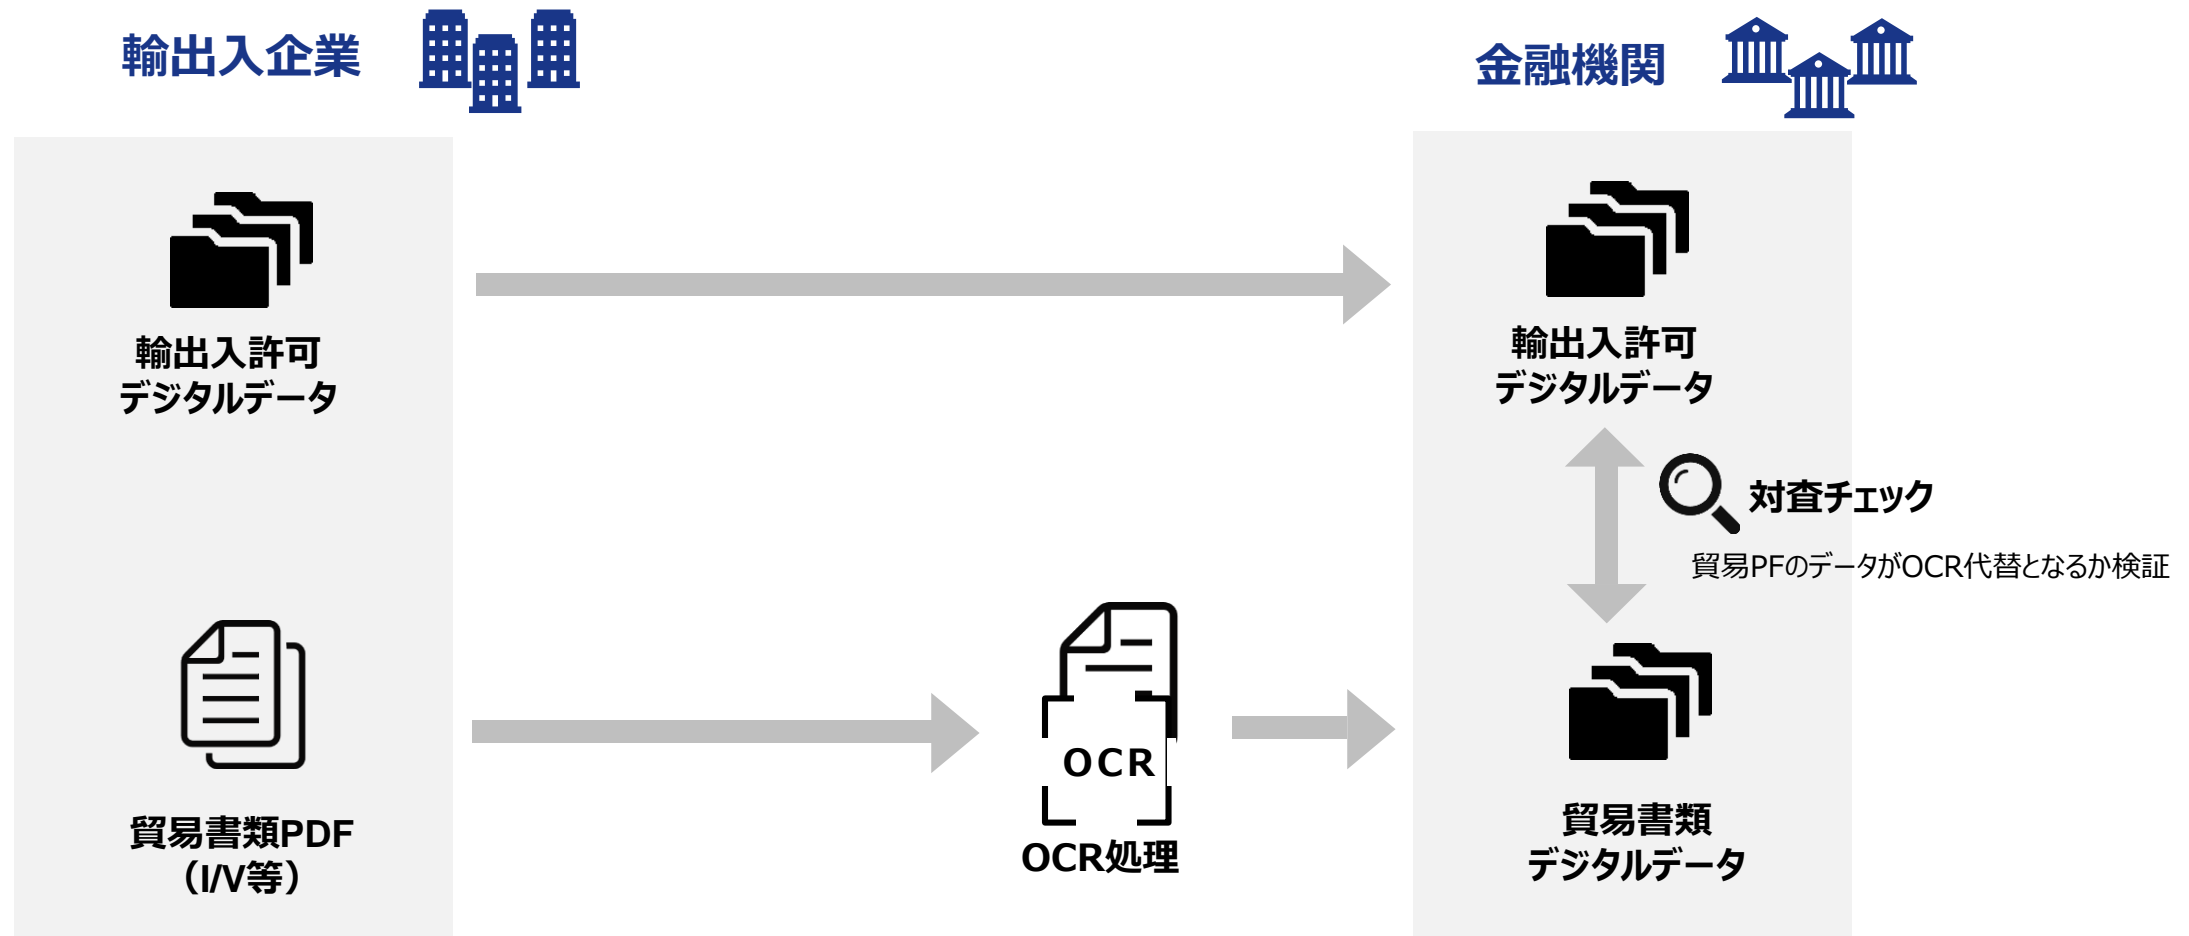 輸出入企業
金融機関
輸出入許可
デジタルデータ
輸出入許可
デジタルデータ
対査チェック
貿易PFのデータがOCR代替となるか検証
OCR
OCR処理
貿易書類PDF
（I/V等）
貿易書類
デジタルデータ